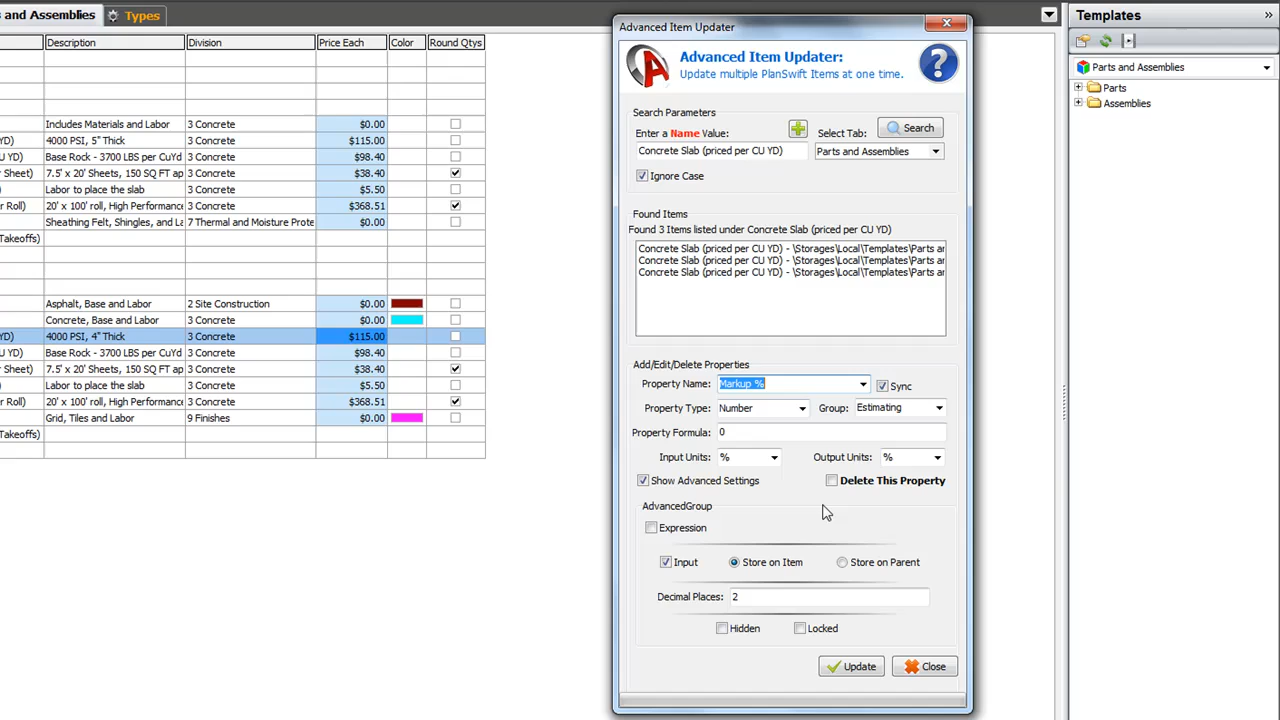 s and Assemblies
Types
Description Division Price Each Color Round Qtys
Includes Materials and Labor 3 Concrete $0.00
YD) 4000 PSI, 5" Thick 3 Concrete $115.00
CU YD) Base Rock - 3700 LBS per CuYd 3 Concrete $98.40
r Sheet) 7.5' x 20' Sheets, 150 SQ FT ap 3 Concrete $38.40
) Labor to place the slab 3 Concrete $5.50
er Roll) 20' x 100' roll, High Performance 3 Concrete $368.51
Sheathing Felt, Shingles, and La 7 Thermal and Moisture Prote $0.00
Takeoffs)
Asphalt, Base and Labor 2 Site Construction $0.00
Concrete, Base and Labor 3 Concrete $0.00
YD) 4000 PSI, 4" Thick 3 Concrete $115.00
CU YD) Base Rock - 3700 LBS per CuYd 3 Concrete $98.40
r Sheet) 7.5' x 20' Sheets, 150 SQ FT ap 3 Concrete $38.40
) Labor to place the slab 3 Concrete $5.50
er Roll) 20' x 100' roll, High Performance 3 Concrete $368.51
Grid, Tiles and Labor 9 Finishes $0.00
Takeoffs)
Advanced Item Updater
Advanced Item Updater:
Update multiple PlanSwift Items at one time.
Search Parameters
Enter a Name Value: Select Tab: Search
Concrete Slab (priced per CU YD) Parts and Assemblies
Ignore Case
Found Items
Found 3 Items listed under Concrete Slab (priced per CU YD)
Concrete Slab (priced per CU YD) - \Storages\Local\Templates\Parts ar
Concrete Slab (priced per CU YD) - \Storages\Local\Templates\Parts ar
Concrete Slab (priced per CU YD) - \Storages\Local\Templates\Parts ar
Add/Edit/Delete Properties
Property Name: Markup % Sync
Property Type: Number Group: Estimating
Property Formula: 0
Input Units: % Output Units: %
Show Advanced Settings Delete This Property
AdvancedGroup
Expression
Input Store on Item Store on Parent
Decimal Places: 2
Hidden Locked
Update Close
Templates
Parts and Assemblies
Parts
Assemblies